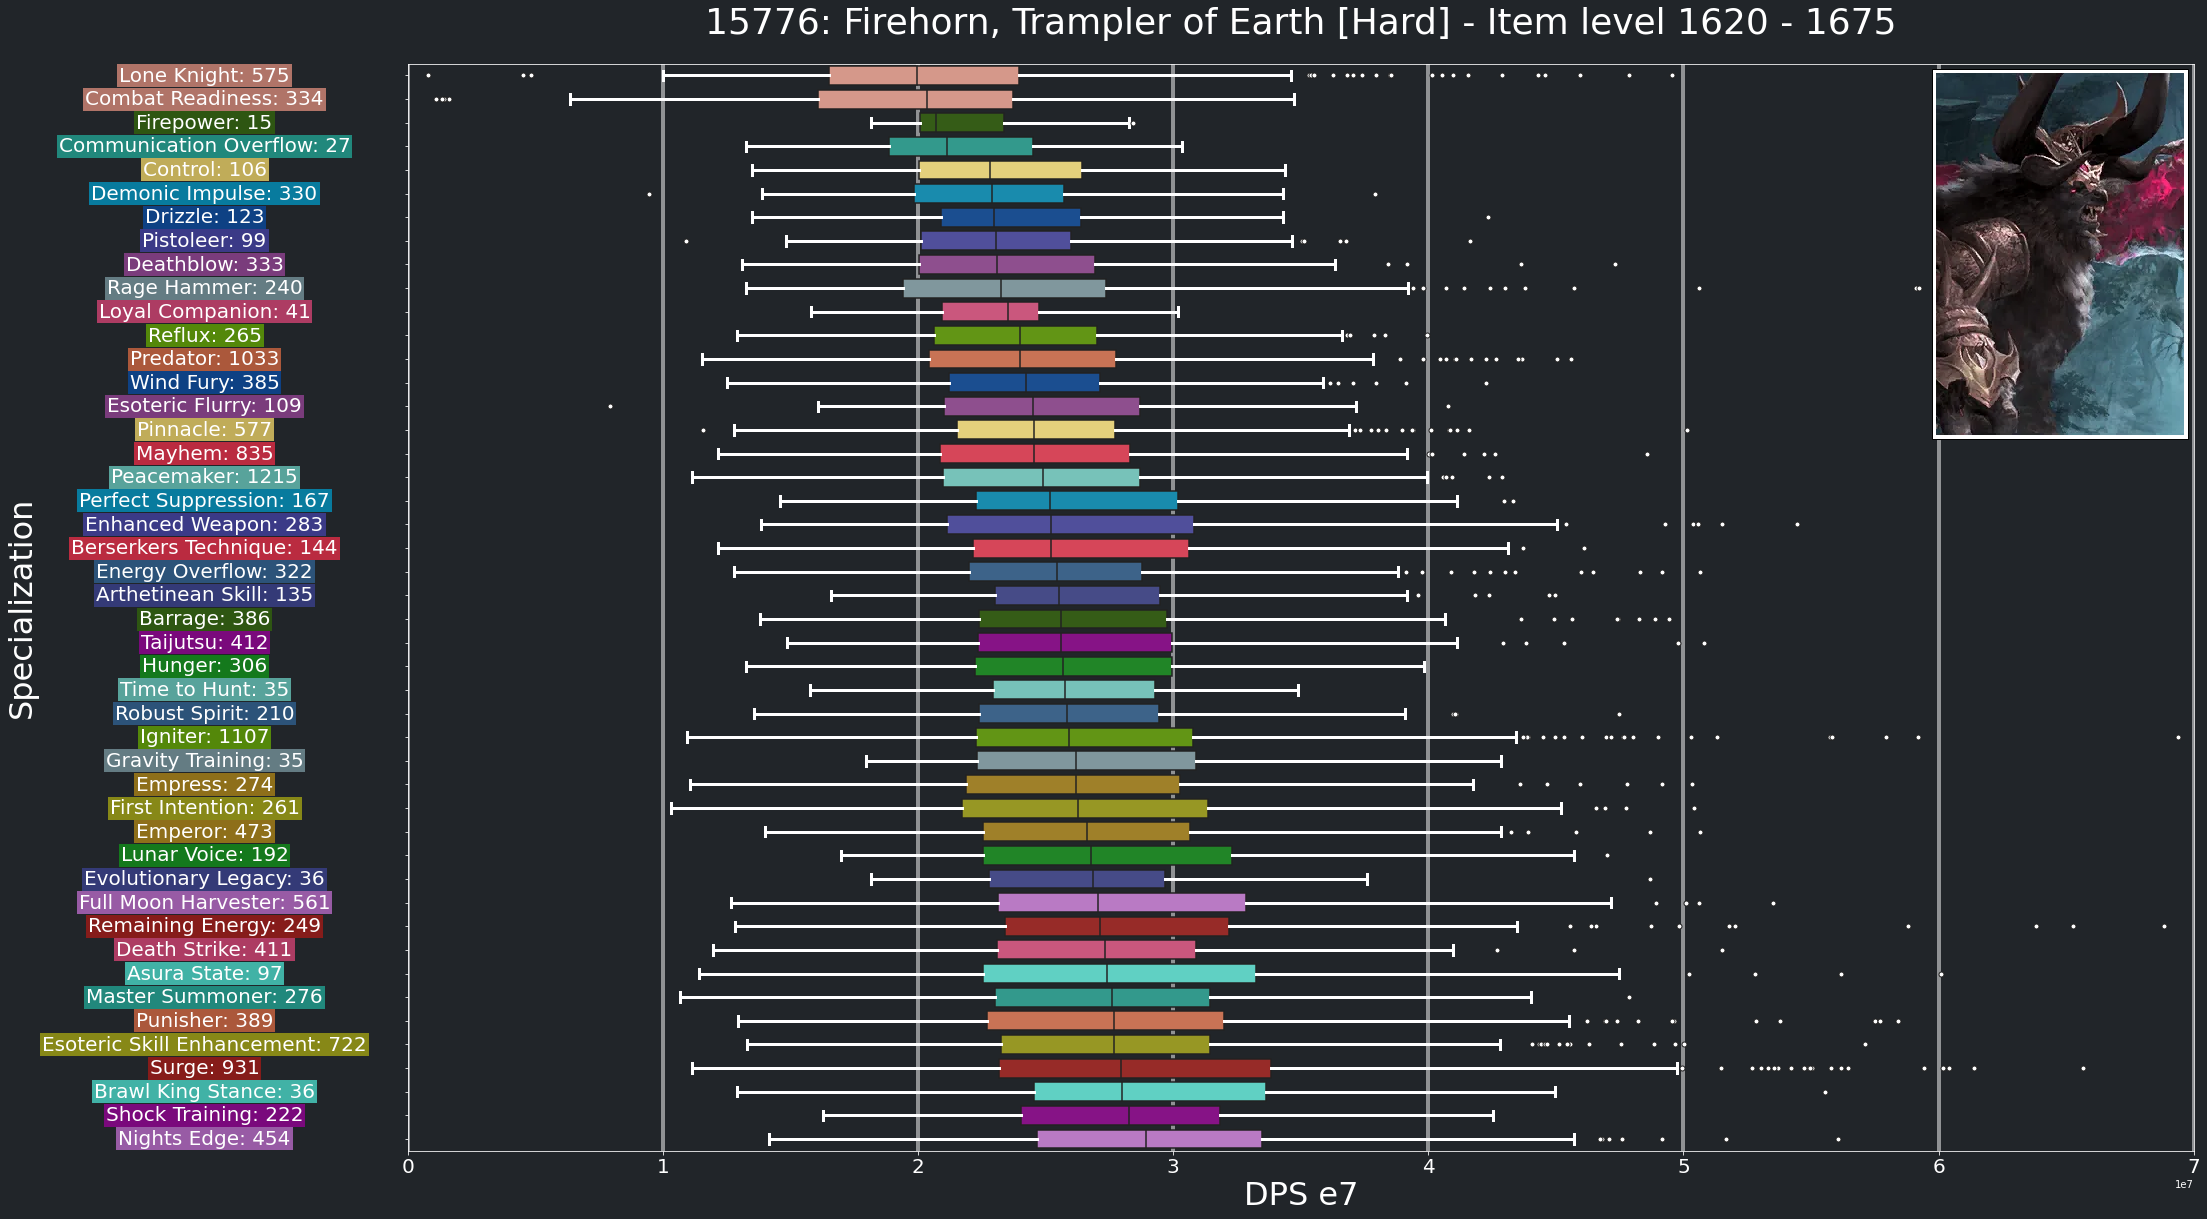 15776: Firehorn, Trampler of Earth [Hard] - Item level 1620 - 1675
Lone Knight: 575
Combat Readiness: 334
Firepower: 15
Communication Overflow: 27
Control: 106
Demonic Impulse: 330
Drizzle: 123
Pistoleer: 99
Deathblow: 333
Rage Hammer: 240
Loyal Companion: 41
Reflux: 265
Predator: 1033
Wind Fury: 385
Esoteric Flurry: 109
Pinnacle: 577
Mayhem: 835
Peacemaker: 1215
Perfect Suppression: 167
Enhanced Weapon: 283
Berserkers Technique: 144
Energy Overflow: 322
Arthetinean Skill: 135
Barrage: 386
Taijutsu: 412
Hunger: 306
Time to Hunt: 35
Robust Spirit: 210
Igniter: 1107
Gravity Training: 35
Empress: 274
First Intention: 261
Emperor: 473
Lunar Voice: 192
Evolutionary Legacy: 36
Full Moon Harvester: 561
Remaining Energy: 249
Death Strike: 411
Asura State: 97
Master Summoner: 276
Punisher: 389
Esoteric Skill Enhancement: 722
Surge: 931
Brawl King Stance: 36
Shock Training: 222
Nights Edge: 454
Specialization
0 1 2 3 4 5 6 7
DPS e7
1e7